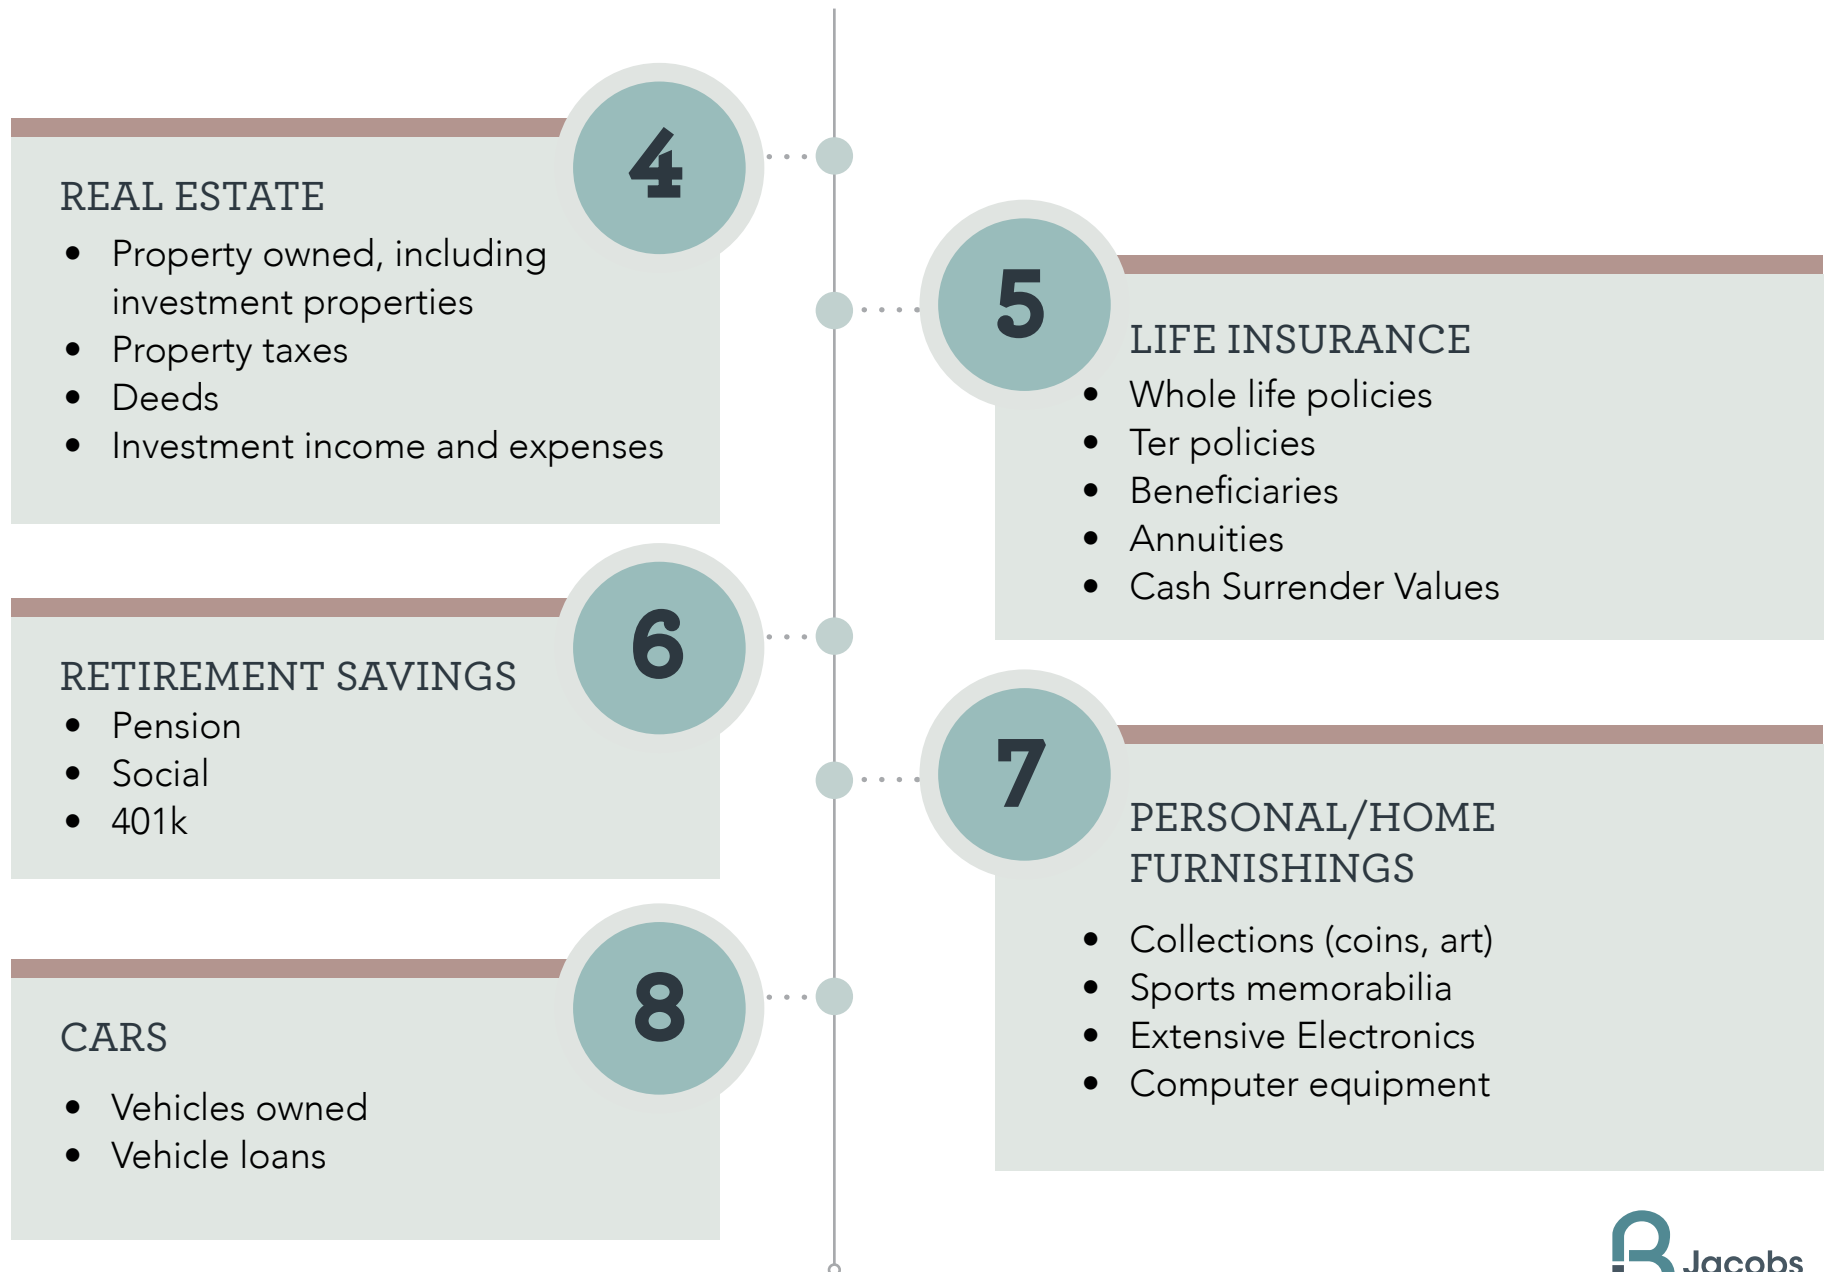 4
REAL ESTATE
• Property owned, including
investment properties
• Property taxes
• Deeds
• Investment income and expenses
5
LIFE INSURANCE
• Whole life policies
• Ter policies
• Beneficiaries
• Annuities
• Cash Surrender Values
6
RETIREMENT SAVINGS
• Pension
• Social
• 401k
7
PERSONAL/HOME
FURNISHINGS
• Collections (coins, art)
• Sports memorabilia
• Extensive Electronics
• Computer equipment
8
CARS
• Vehicles owned
• Vehicle loans
Jacobs